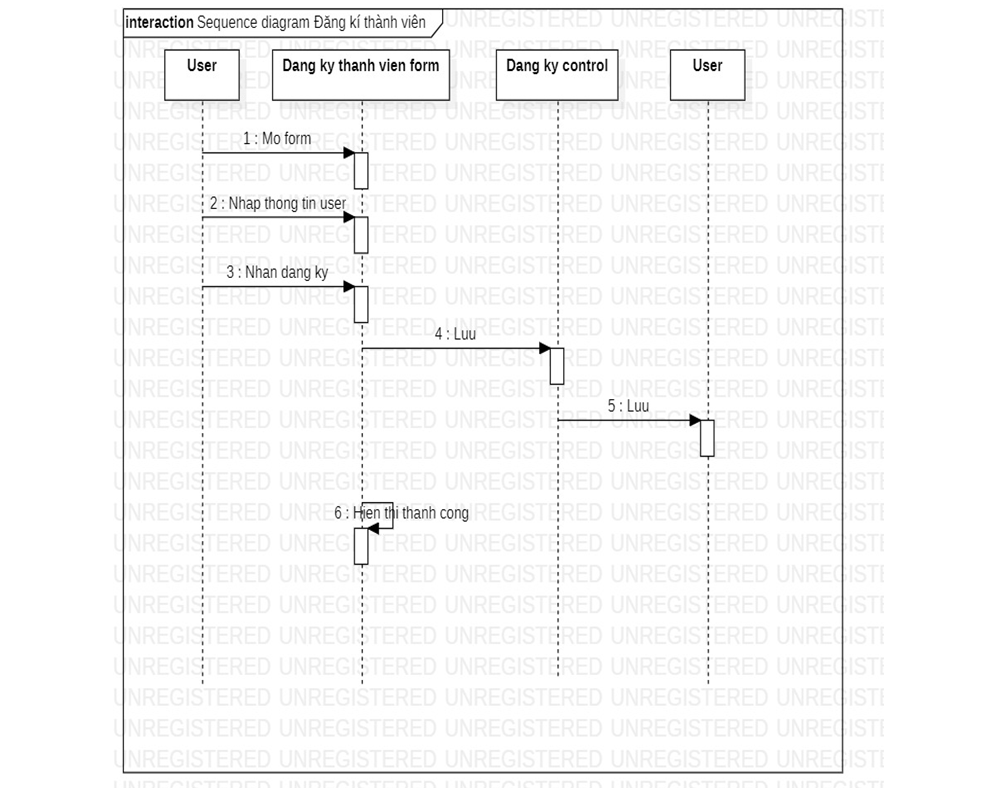 interaction Sequence diagram Đăng kí thành viên
User
Dang ky thanh vien form
Dang ky control
User
1 : Mo form
2 : Nhap thong tin user
3 : Nhan dang ky
4 : Luu
5 : Luu
6 : Hien thi thanh cong
UNREGISTERED UNREGISTERED UNREGISTERED UNREGISTERED